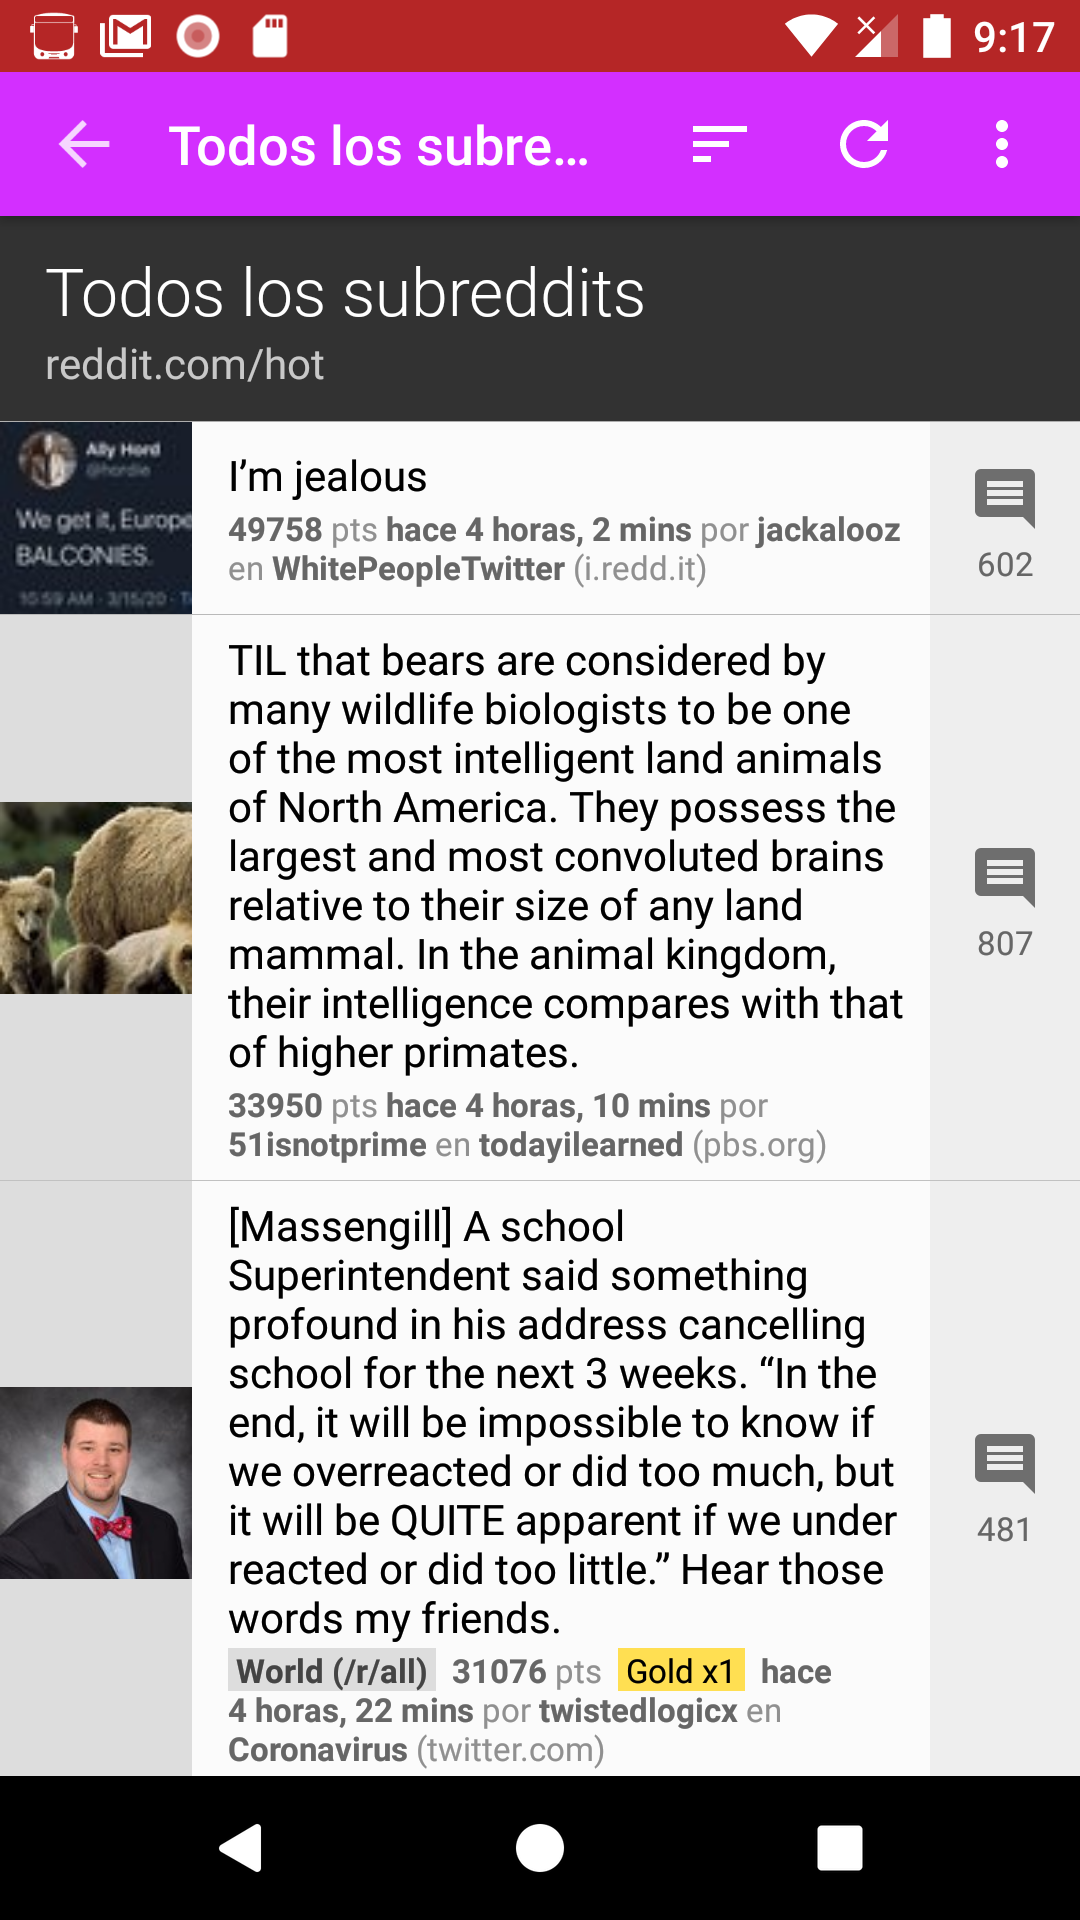 9:17
Todos los subre...
Todos los subreddits
reddit.com/hot
Ally Hord
@hordie
We get it, Europe
BALCONIES.
10:59 AM · 3/15/20 · T
I’m jealous
49758 pts hace 4 horas, 2 mins por jackalooz
en WhitePeopleTwitter (i.redd.it)
602
TIL that bears are considered by
many wildlife biologists to be one
of the most intelligent land animals
of North America. They possess the
largest and most convoluted brains
relative to their size of any land
mammal. In the animal kingdom,
their intelligence compares with that
of higher primates.
33950 pts hace 4 horas, 10 mins por
51isnotprime en todayilearned (pbs.org)
807
[Massengill] A school
Superintendent said something
profound in his address cancelling
school for the next 3 weeks. “In the
end, it will be impossible to know if
we overreacted or did too much, but
it will be QUITE apparent if we under
reacted or did too little.” Hear those
words my friends.
World (/r/all) 31076 pts Gold x1 hace
4 horas, 22 mins por twistedlogicx en
Coronavirus (twitter.com)
481